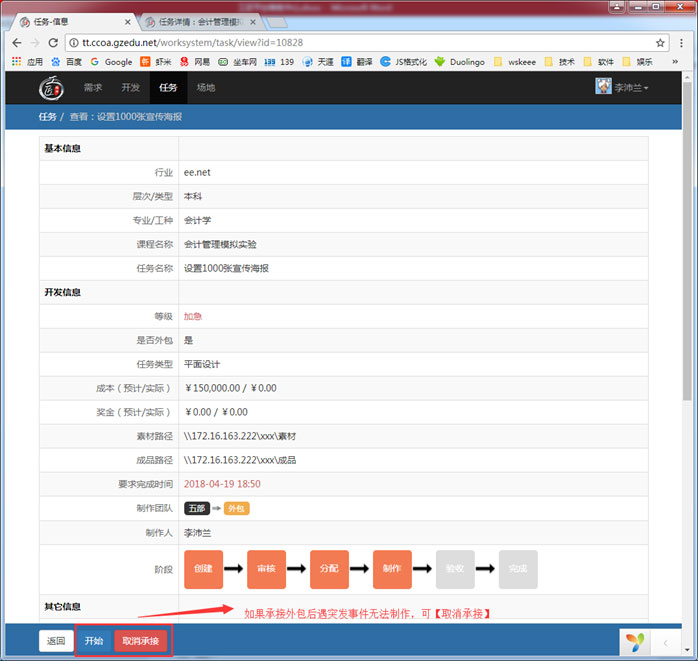 任务-信息
任务详情：会计管理模拟
tt.ccoa.gzedu.net/worksystem/task/view?id=10828
应用 百度 Google 虾米 网易 坐车网 139 139 天涯 译 翻译 JS格式化 Duolingo wskeee 技术 软件 娱乐 »
需求 开发 任务 场地 李沛兰
任务 / 查看：设置1000张宣传海报
基本信息
行业 ee.net
层次/类型 本科
专业/工种 会计学
课程名称 会计管理模拟实验
任务名称 设置1000张宣传海报
开发信息
等级 加急
是否外包 是
任务类型 平面设计
成本（预计/实际） ￥150,000.00 / ￥0.00
奖金（预计/实际） ￥0.00 / ￥0.00
素材路径 \\172.16.163.222\xxx\素材
成品路径 \\172.16.163.222\xxx\成品
要求完成时间 2018-04-19 18:50
制作团队 五部 外包
制作人 李沛兰
阶段 创建 审核 分配 制作 验收 完成
其它信息
如果承接外包后遇突发事件无法制作，可【取消承接】
返回 开始 取消承接